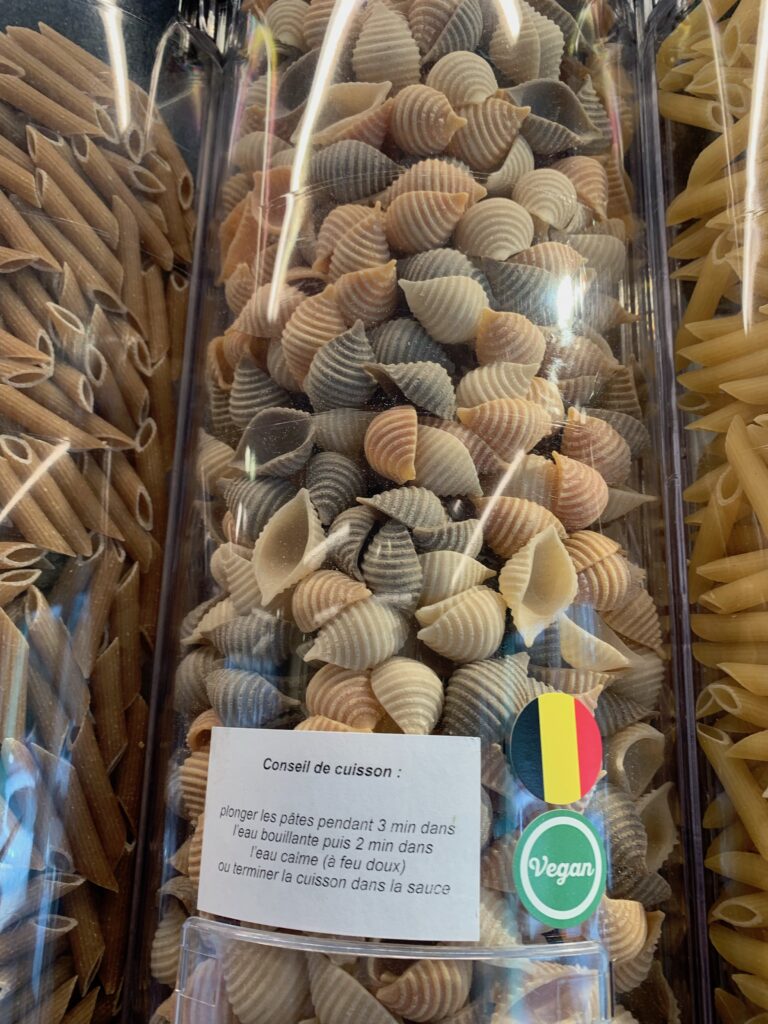 Conseil de cuisson :
plonger les pâtes pendant 3 min dans
l'eau bouillante puis 2 min dans
l'eau calme (à feu doux)
ou terminer la cuisson dans la sauce
Vegan